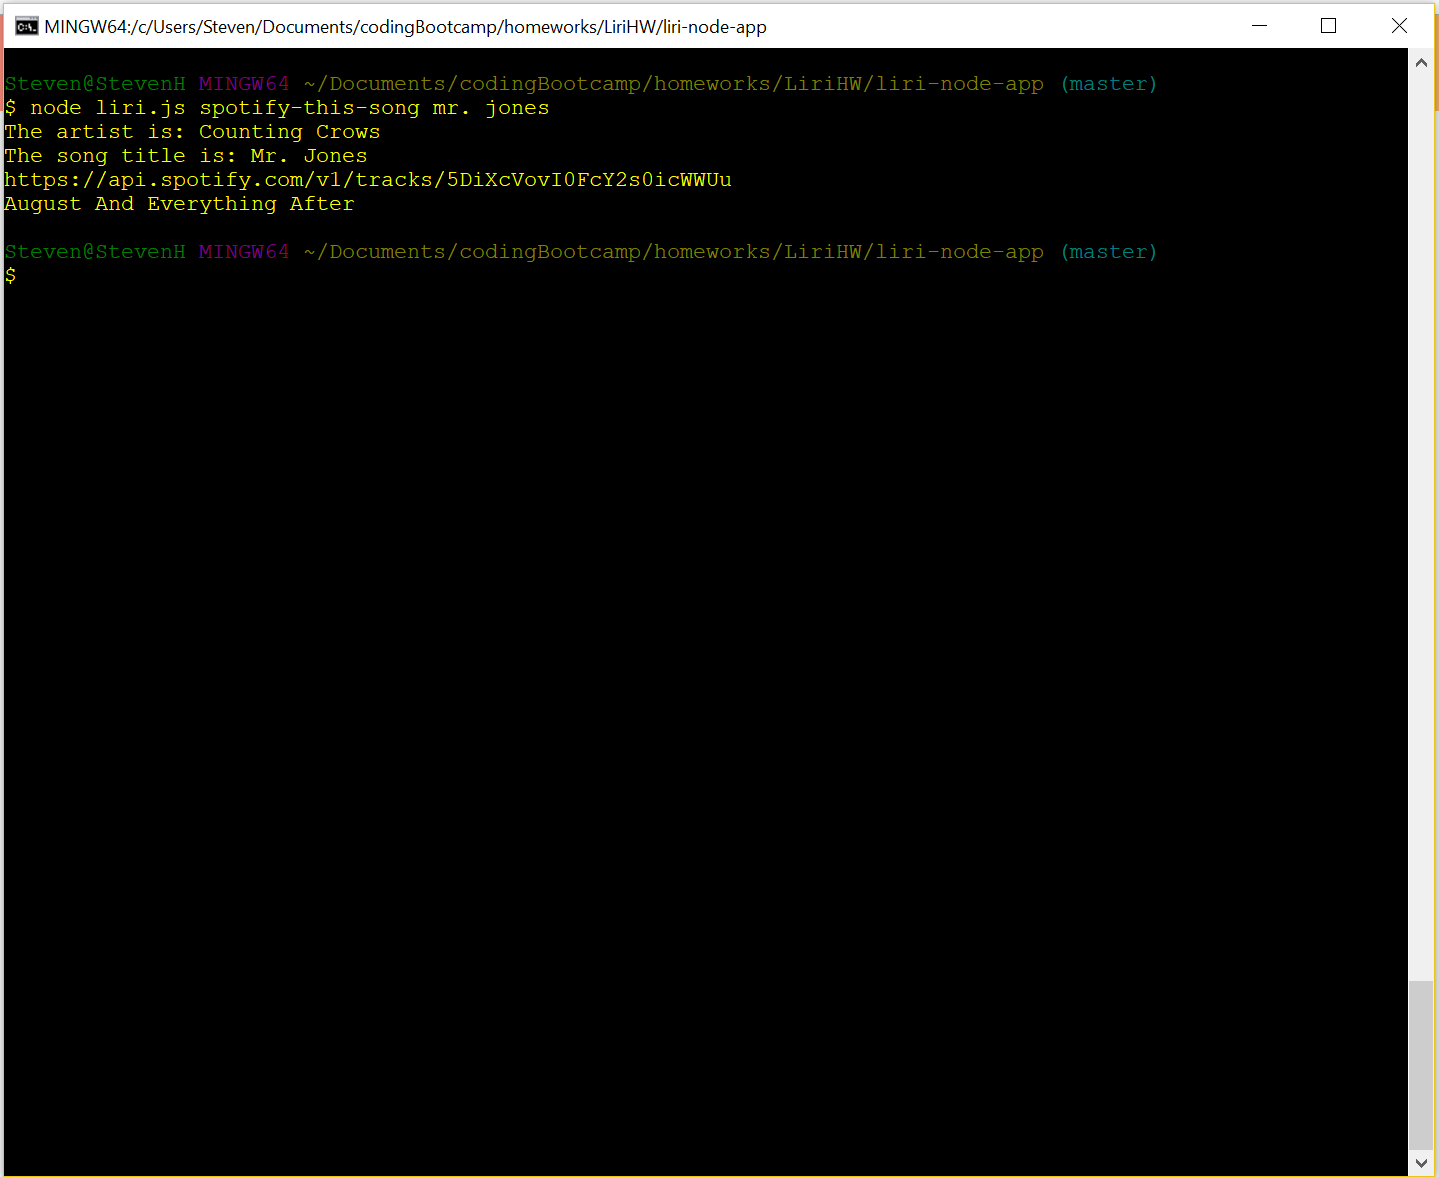 MINGW64:/c/Users/Steven/Documents/codingBootcamp/homeworks/LiriHW/liri-node-app
Steven@StevenH MINGW64 ~/Documents/codingBootcamp/homeworks/LiriHW/liri-node-app (master)
$ node liri.js spotify-this-song mr. jones
The artist is: Counting Crows
The song title is: Mr. Jones
https://api.spotify.com/v1/tracks/5DiXcVovI0FcY2s0icWWUu
August And Everything After
Steven@StevenH MINGW64 ~/Documents/codingBootcamp/homeworks/LiriHW/liri-node-app (master)
$